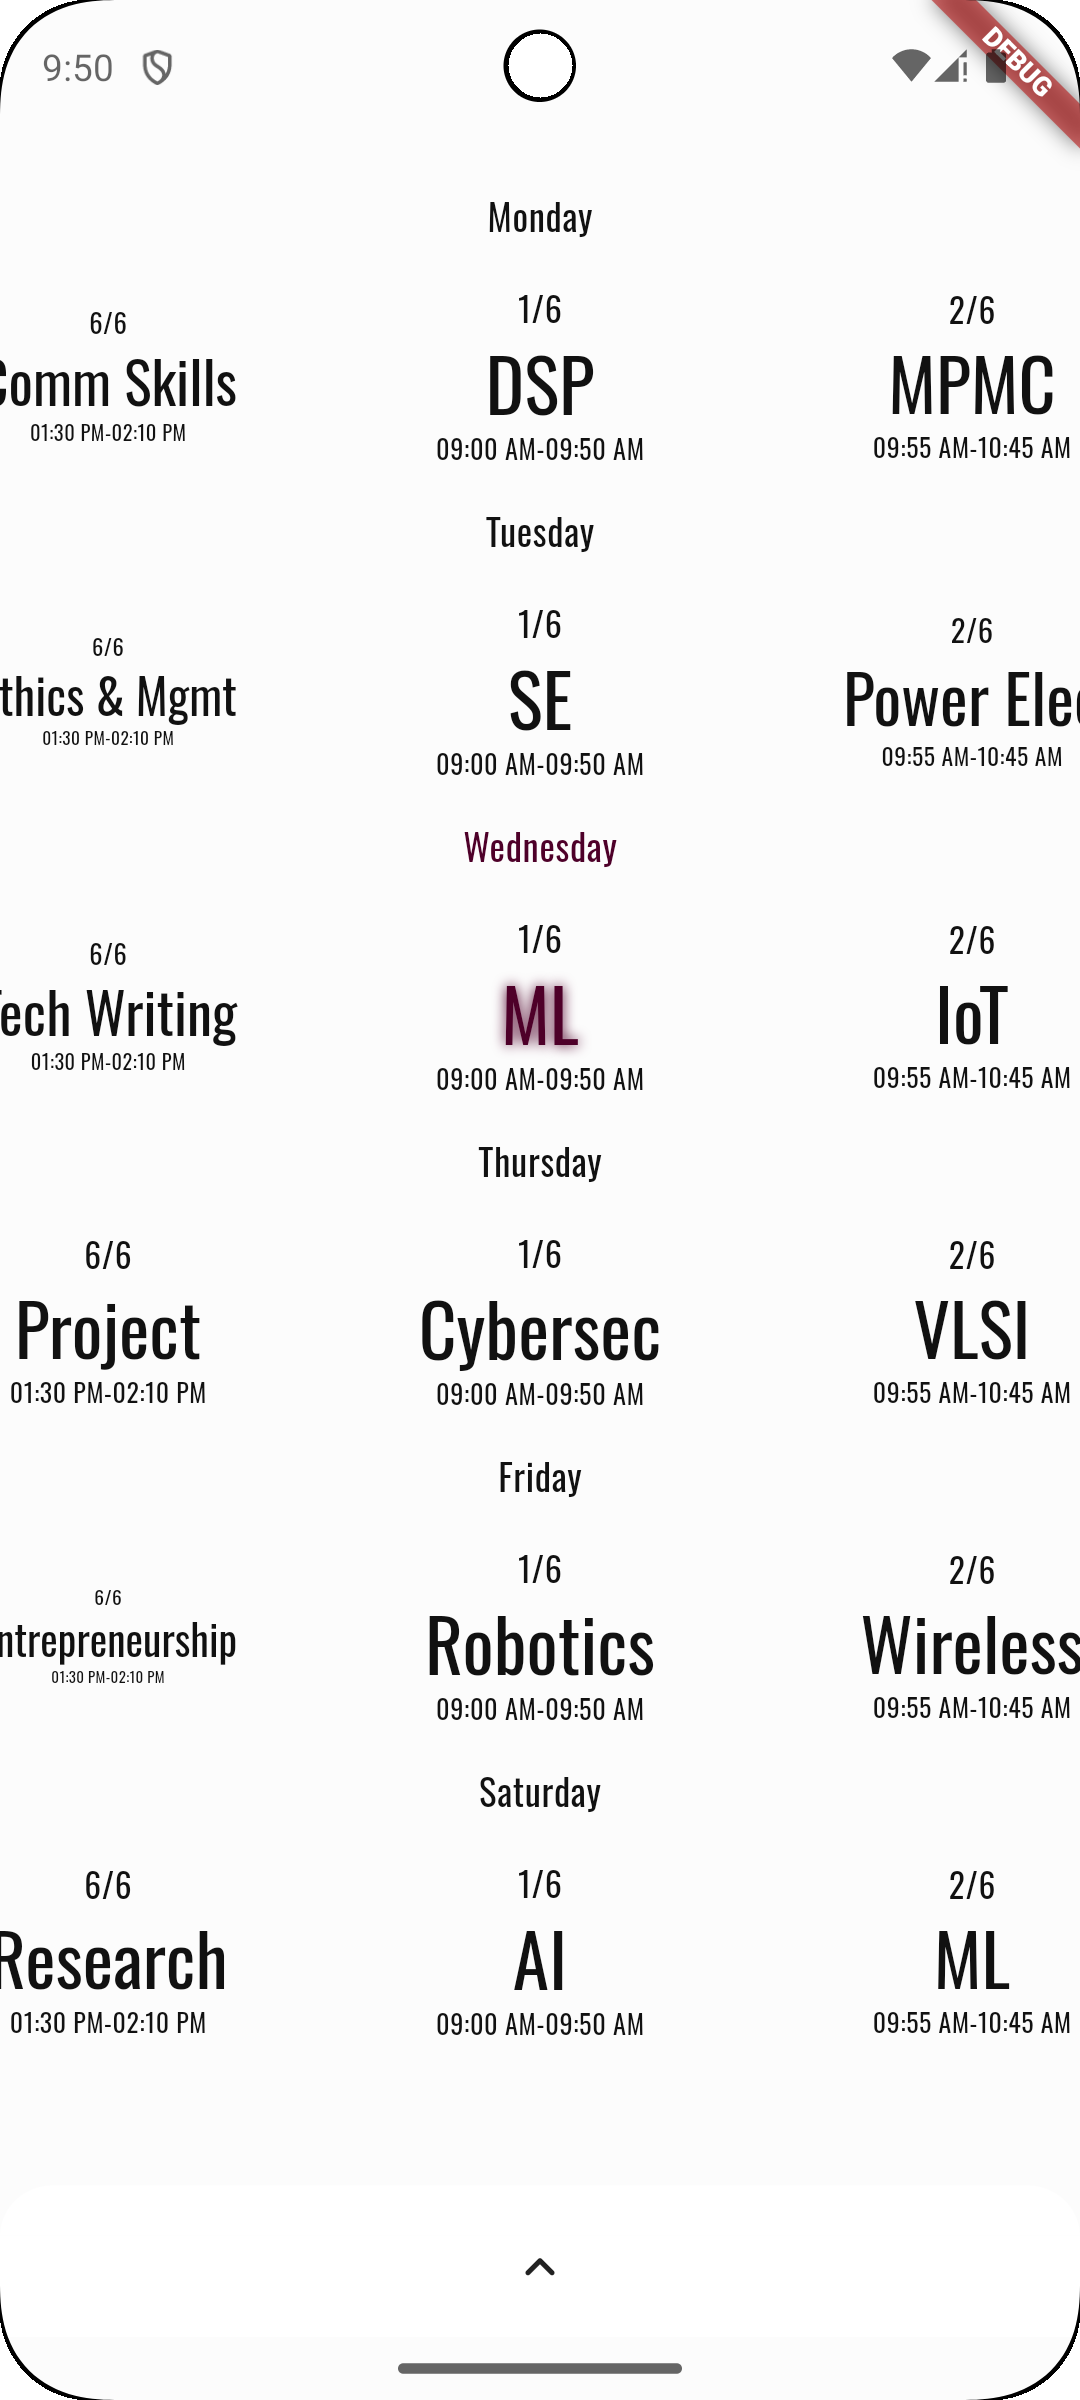 9:50
DEBUG
Monday
6/6 1/6 2/6
Comm Skills DSP MPMC
01:30 PM-02:10 PM 09:00 AM-09:50 AM 09:55 AM-10:45 AM
Tuesday
6/6 1/6 2/6
thics & Mgmt SE Power Elec
01:30 PM-02:10 PM 09:00 AM-09:50 AM 09:55 AM-10:45 AM
Wednesday
6/6 1/6 2/6
Tech Writing ML IoT
01:30 PM-02:10 PM 09:00 AM-09:50 AM 09:55 AM-10:45 AM
Thursday
6/6 1/6 2/6
Project Cybersec VLSI
01:30 PM-02:10 PM 09:00 AM-09:50 AM 09:55 AM-10:45 AM
Friday
6/6 1/6 2/6
ntrepreneurship Robotics Wireless
01:30 PM-02:10 PM 09:00 AM-09:50 AM 09:55 AM-10:45 AM
Saturday
6/6 1/6 2/6
Research AI ML
01:30 PM-02:10 PM 09:00 AM-09:50 AM 09:55 AM-10:45 AM